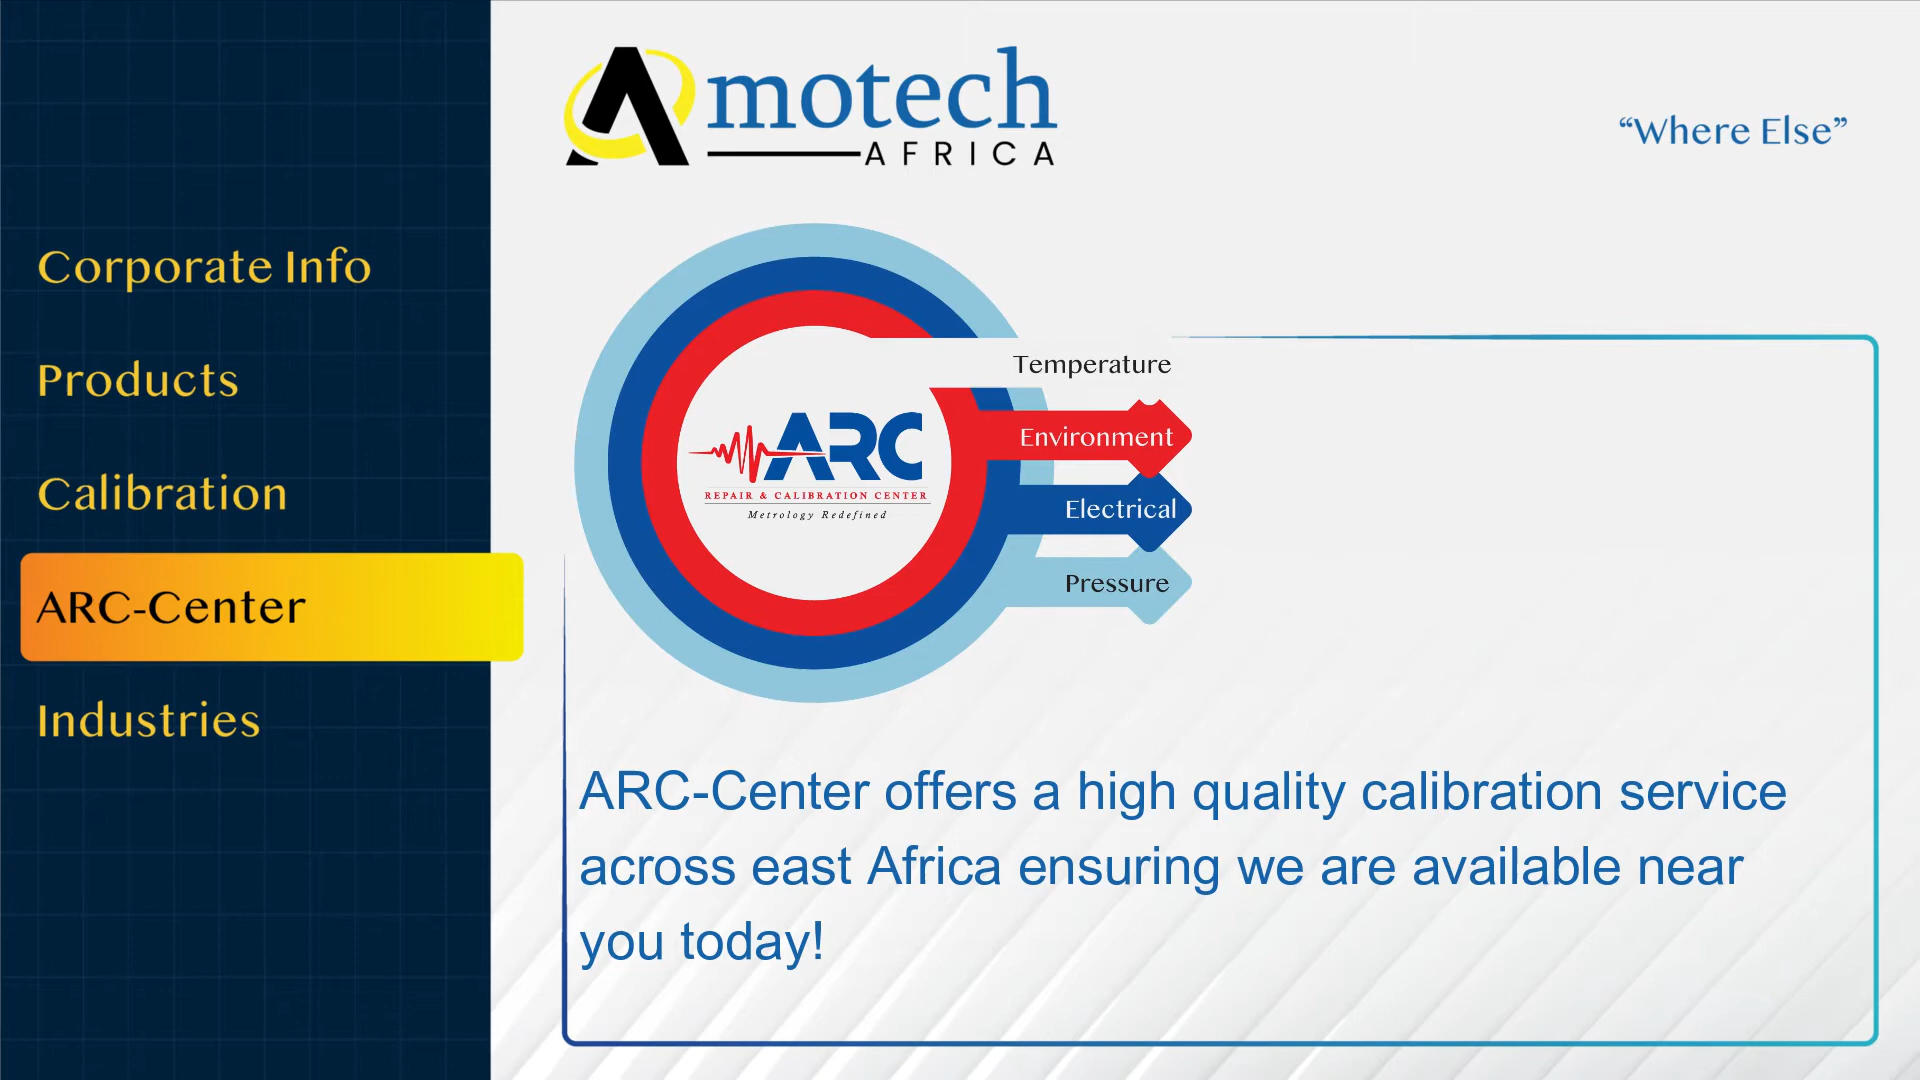 Amotech
AFRICA
“Where Else”
Corporate Info
Products
Calibration
ARC-Center
Industries
Temperature
Environment
Electrical
Pressure
ARC
REPAIR & CALIBRATION CENTER
Metrology Redefined
ARC-Center offers a high quality calibration service
across east Africa ensuring we are available near
you today!